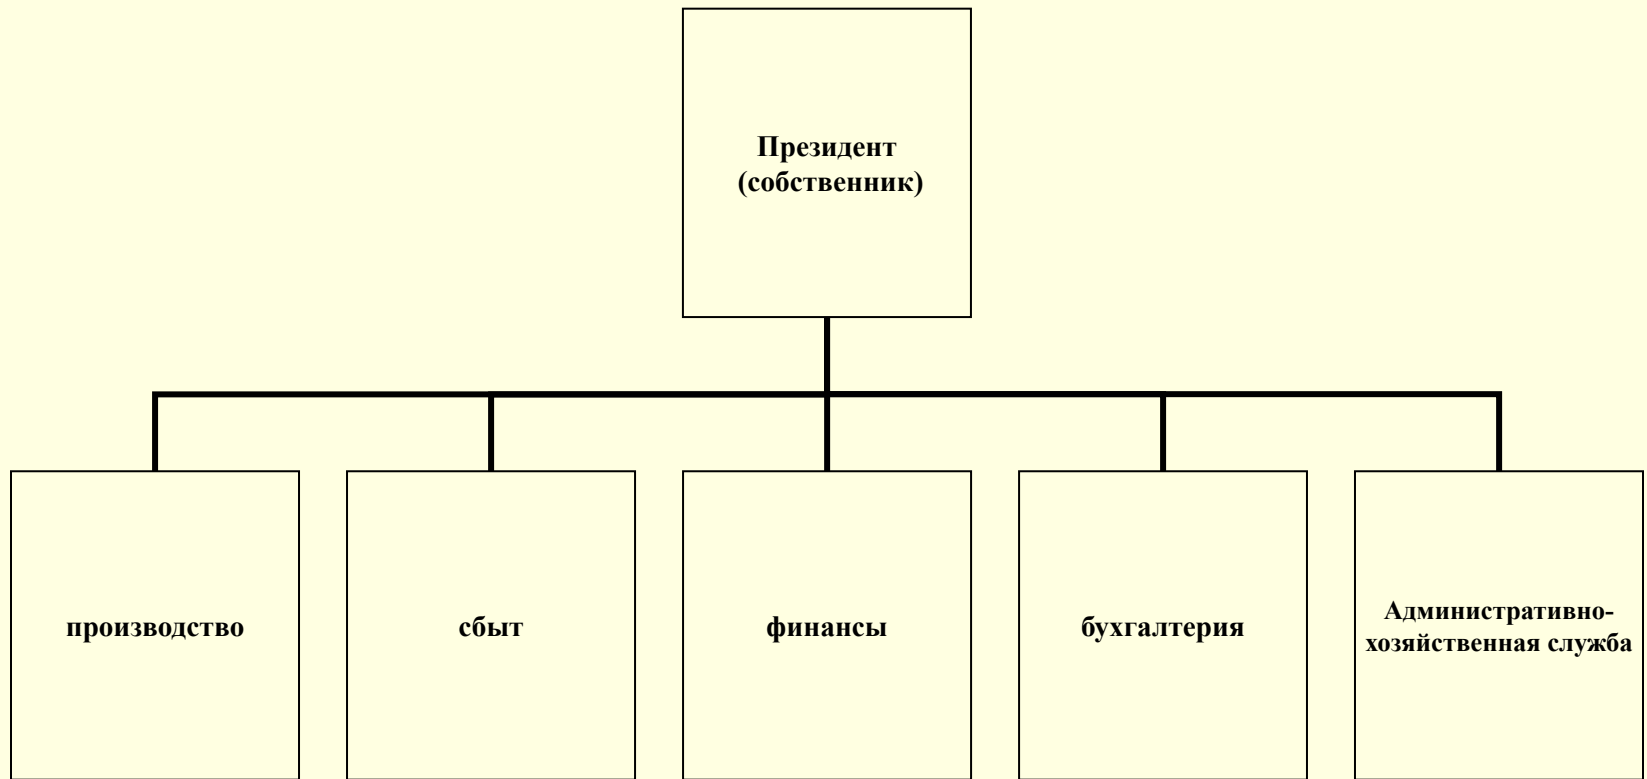 Президент
(собственник)
производство
сбыт
финансы
бухгалтерия
Административно-
хозяйственная служба